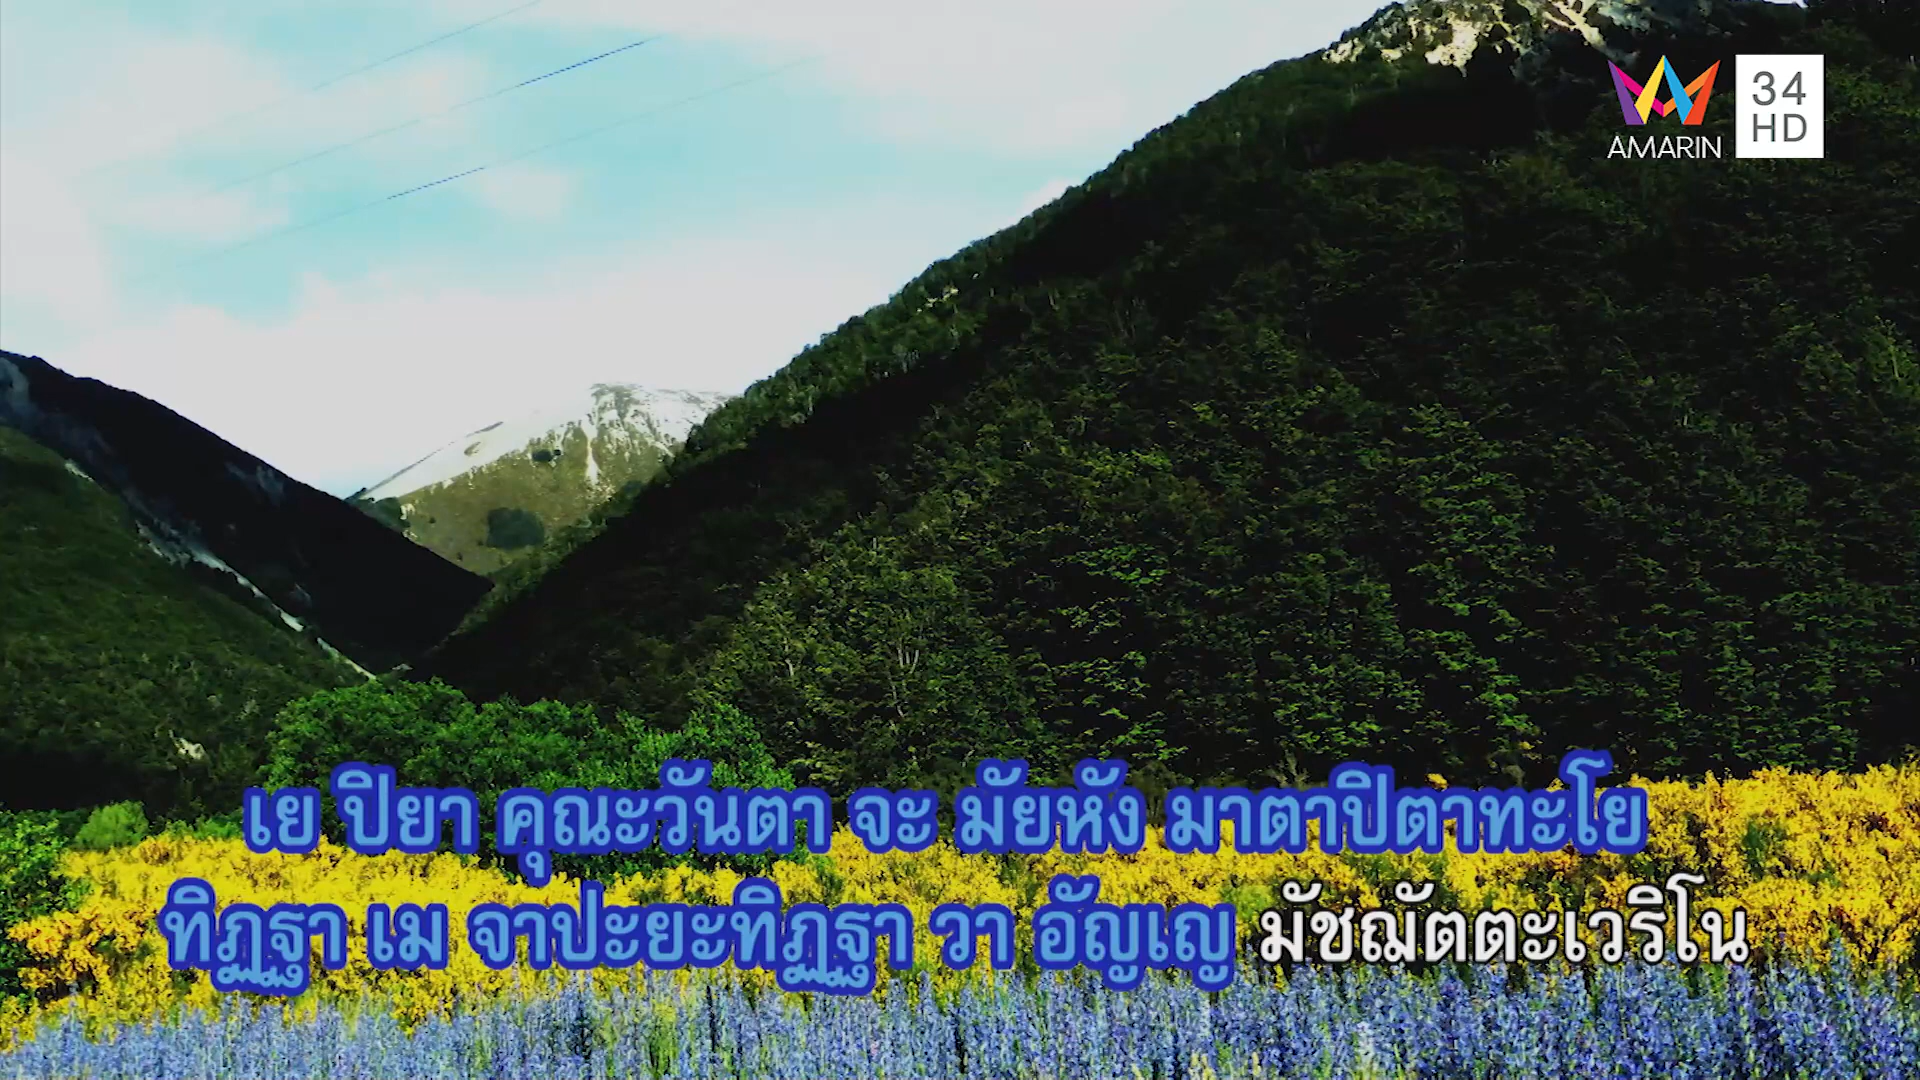 AMARIN
34
HD
เย ปิยา คุณะวันตา จะ มัยหัง มาตาปิตาทะโย
ทิฏฐา เม จาปะยะทิฏฐา วา อัญเญ มัชฌัตตะเวริโน